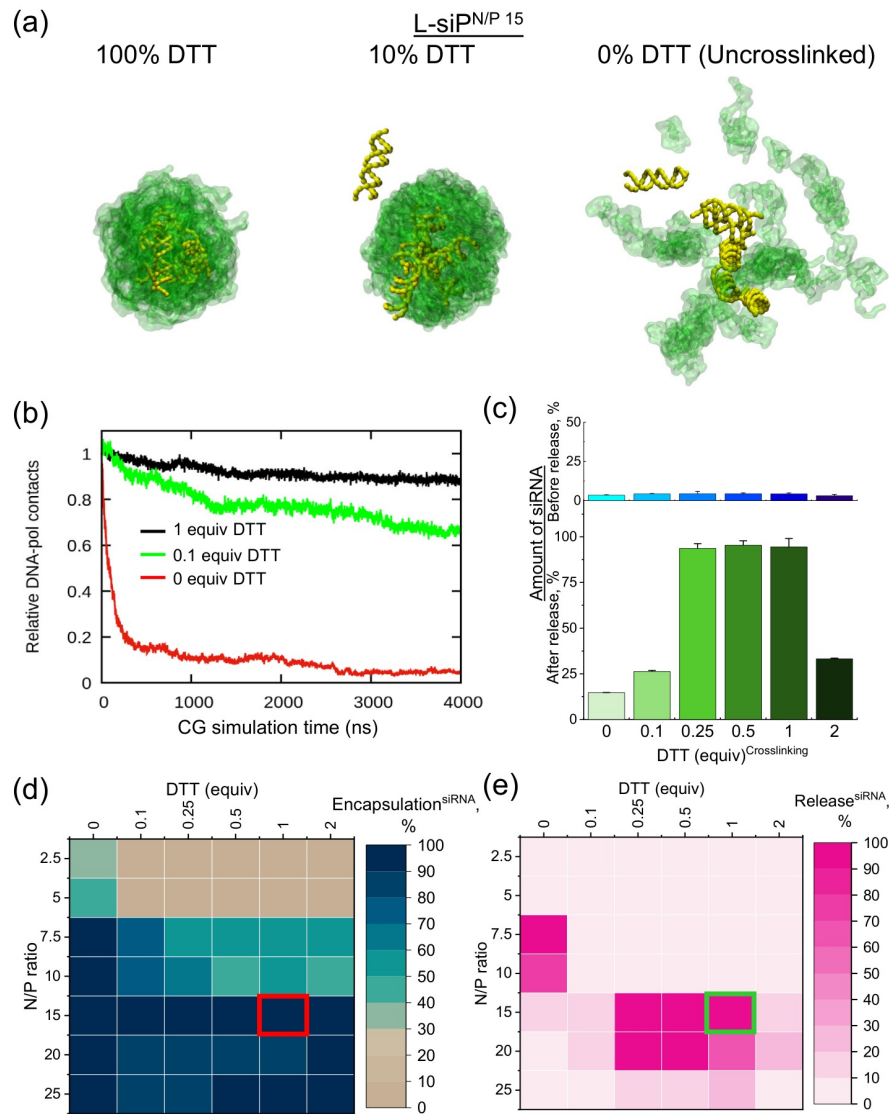 (a)
L-siP^N/P 15
100% DTT
10% DTT
0% DTT (Uncrosslinked)
(b)
Relative DNA-pol contacts
1
0.8
0.6
0.4
0.2
0
1 equiv DTT
0.1 equiv DTT
0 equiv DTT
0 1000 2000 3000 4000
CG simulation time (ns)
(c)
Amount of siRNA
Before release, %
50
25
0
After release, %
100
75
50
25
0
0 0.1 0.25 0.5 1 2
DTT (equiv)^Crosslinking
(d)
DTT (equiv)
0 0.1 0.25 0.5 1 2
N/P ratio
2.5
5
7.5
10
15
20
25
Encapsulation^siRNA,
%
100
90
80
70
60
50
40
30
20
10
0
(e)
DTT (equiv)
0 0.1 0.25 0.5 1 2
N/P ratio
2.5
5
7.5
10
15
20
25
Release^siRNA,
%
100
90
80
70
60
50
40
30
20
10
0